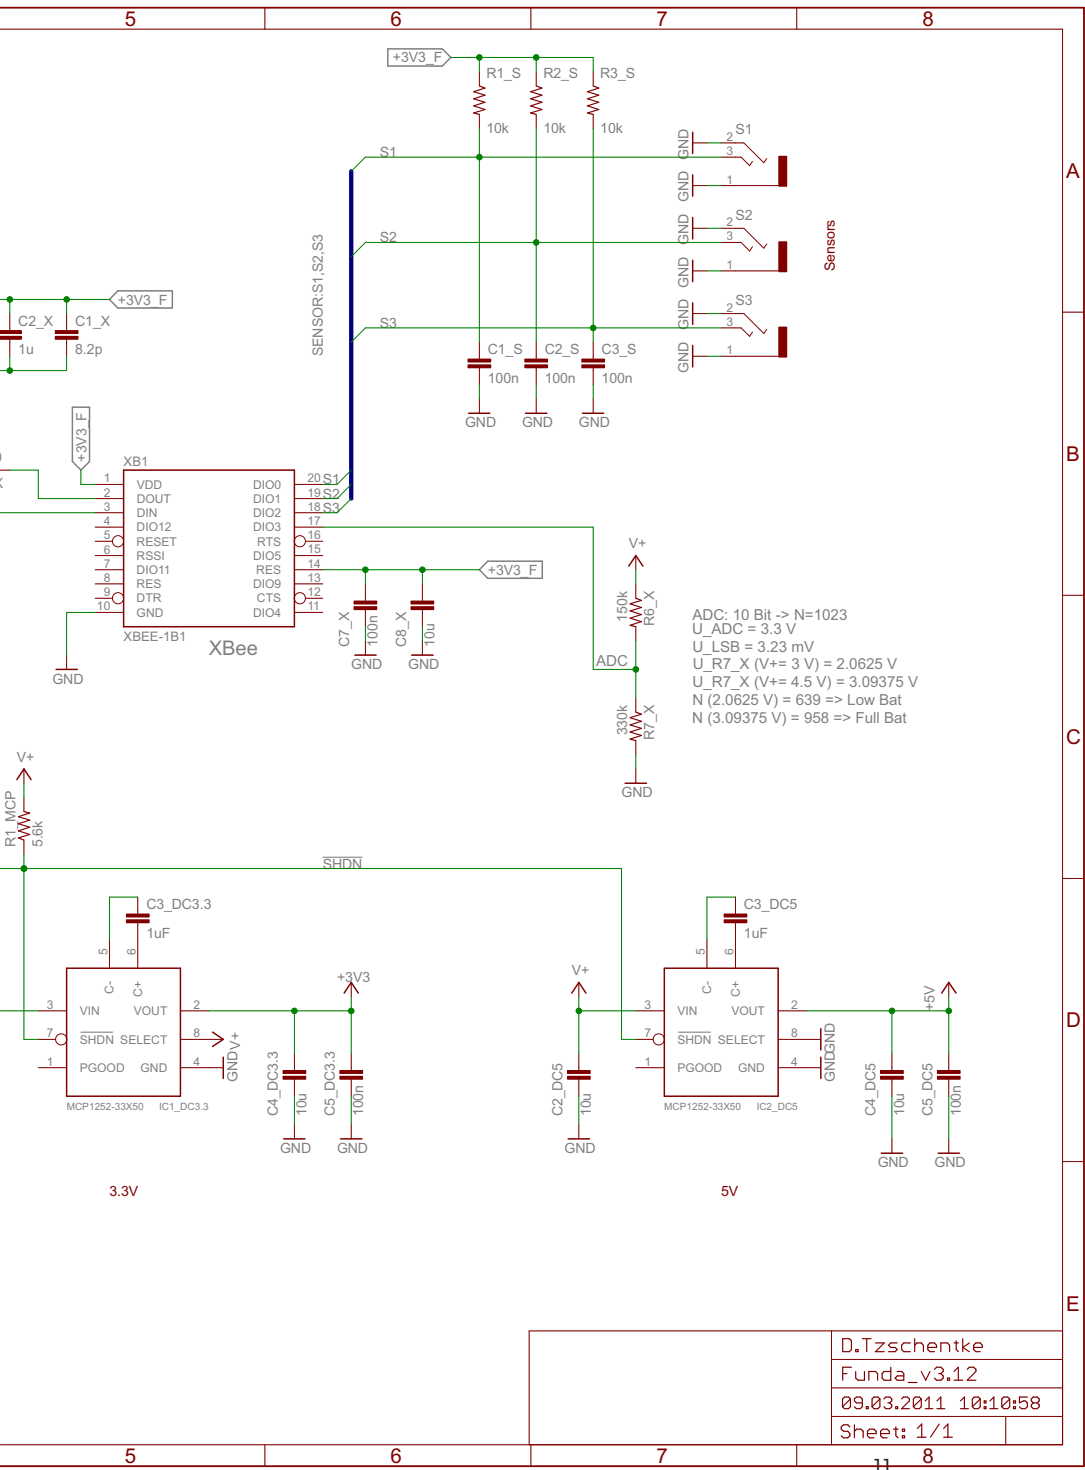 5 6 7 8
+3V3_F
R1_S R2_S R3_S
10k 10k 10k
A
S1
GND 2 S1
3
GND 1
S2
GND 2 S2
3
GND 1
Sensors
SENSOR:S1,S2,S3
S3
GND 2 S3
3
GND 1
+3V3_F
C2_X C1_X
1u 8.2p
C1_S C2_S C3_S
100n 100n 100n
GND GND GND
B
+3V3_F
XB1
1 VDD DIO0 20 S1
2 DOUT DIO1 19 S2
3 DIN DIO2 18 S3
4 DIO12 DIO3 17
5 RESET RTS 16
6 RSSI DIO5 15
7 DIO11 RES 14
8 RES DIO9 13
9 DTR CTS 12
10 GND DIO4 11
XBEE-1B1
XBee
GND
+3V3_F
C7_X 100n
C8_X 10u
GND GND
V+
150k R6_X
ADC
330k R7_X
GND
ADC: 10 Bit -> N=1023
U_ADC = 3.3 V
U_LSB = 3.23 mV
U_R7_X (V+= 3 V) = 2.0625 V
U_R7_X (V+= 4.5 V) = 3.09375 V
N (2.0625 V) = 639 => Low Bat
N (3.09375 V) = 958 => Full Bat
C
V+
R1_MCP 5.6k
SHDN
C3_DC3.3
1uF
5 6
C- C+
3 VIN VOUT 2
7 SHDN SELECT 8 V+
1 PGOOD GND 4 GND
MCP1252-33X50 IC1_DC3.3
+3V3
C4_DC3.3 10u
C5_DC3.3 100n
GND GND
3.3V
C3_DC5
1uF
5 6
C- C+
V+
3 VIN VOUT 2
7 SHDN SELECT 8 GND
1 PGOOD GND 4 GND
MCP1252-33X50 IC2_DC5
C2_DC5 10u
GND
+5V
C4_DC5 10u
C5_DC5 100n
GND GND
5V
D
E
D.Tzschentke
Funda_v3.12
09.03.2011 10:10:58
Sheet: 1/1
5 6 7 8